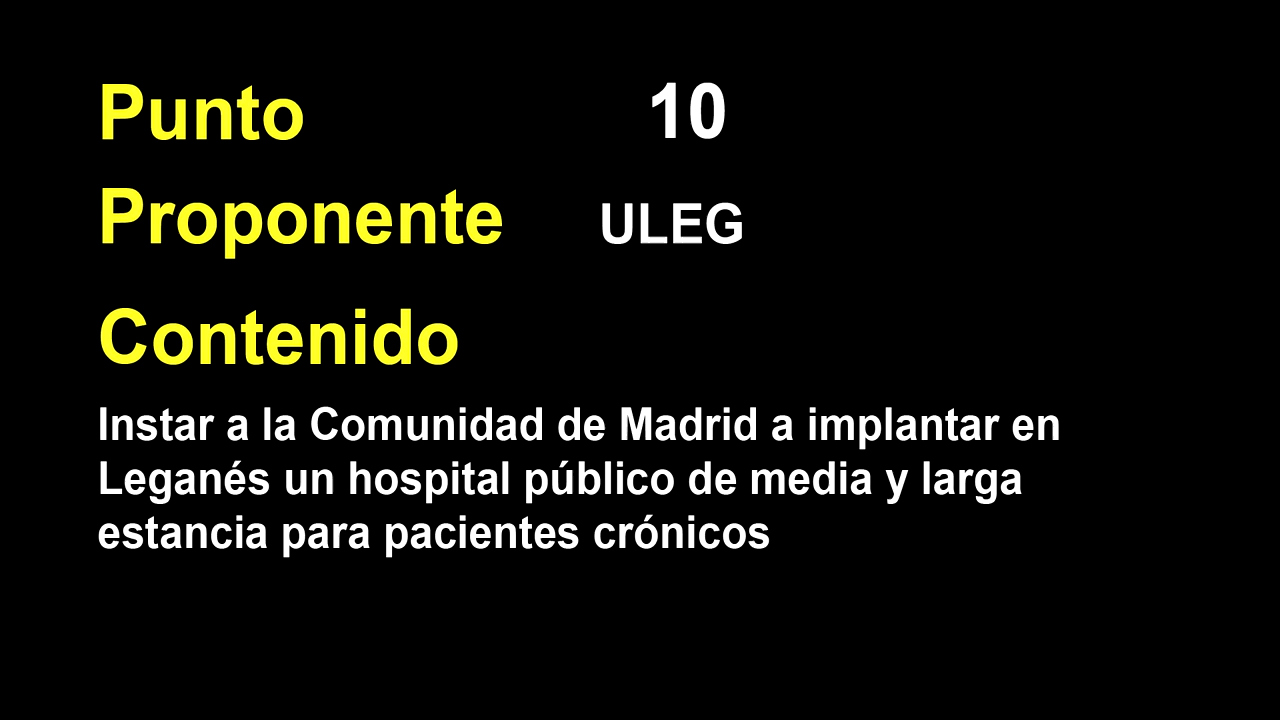 Punto 10
Proponente ULEG
Contenido
Instar a la Comunidad de Madrid a implantar en
Leganés un hospital público de media y larga
estancia para pacientes crónicos